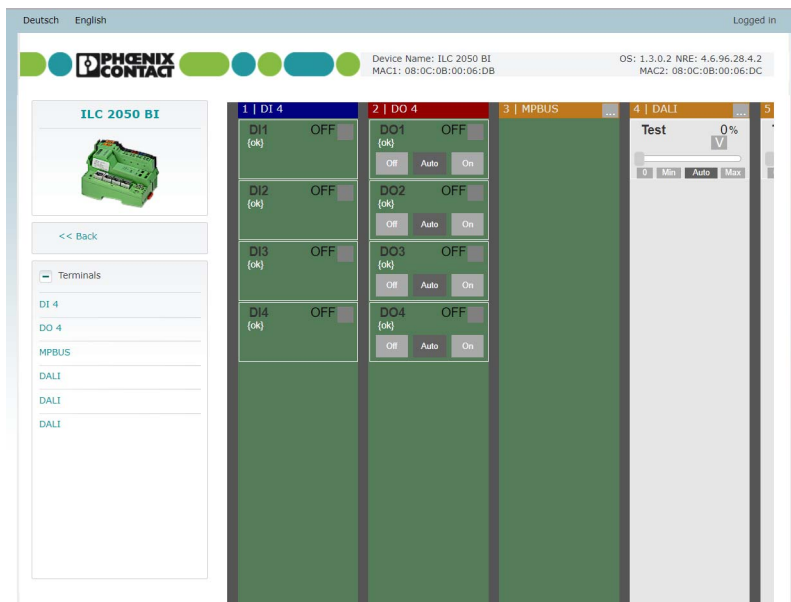 Deutsch English
Logged in
PHŒNIX
CONTACT
Device Name: ILC 2050 BI
MAC1: 08:0C:0B:00:06:DB
OS: 1.3.0.2 NRE: 4.6.96.28.4.2
MAC2: 08:0C:0B:00:06:DC
ILC 2050 BI
<< Back
Terminals
DI 4
DO 4
MPBUS
DALI
DALI
DALI
1 | DI 4
DI1 OFF
{ok}
DI2 OFF
{ok}
DI3 OFF
{ok}
DI4 OFF
{ok}
2 | DO 4
DO1 OFF
{ok}
Off Auto On
DO2 OFF
{ok}
Off Auto On
DO3 OFF
{ok}
Off Auto On
DO4 OFF
{ok}
Off Auto On
3 | MPBUS ...
4 | DALI ...
Test 0%
V
0 Min Auto Max
5